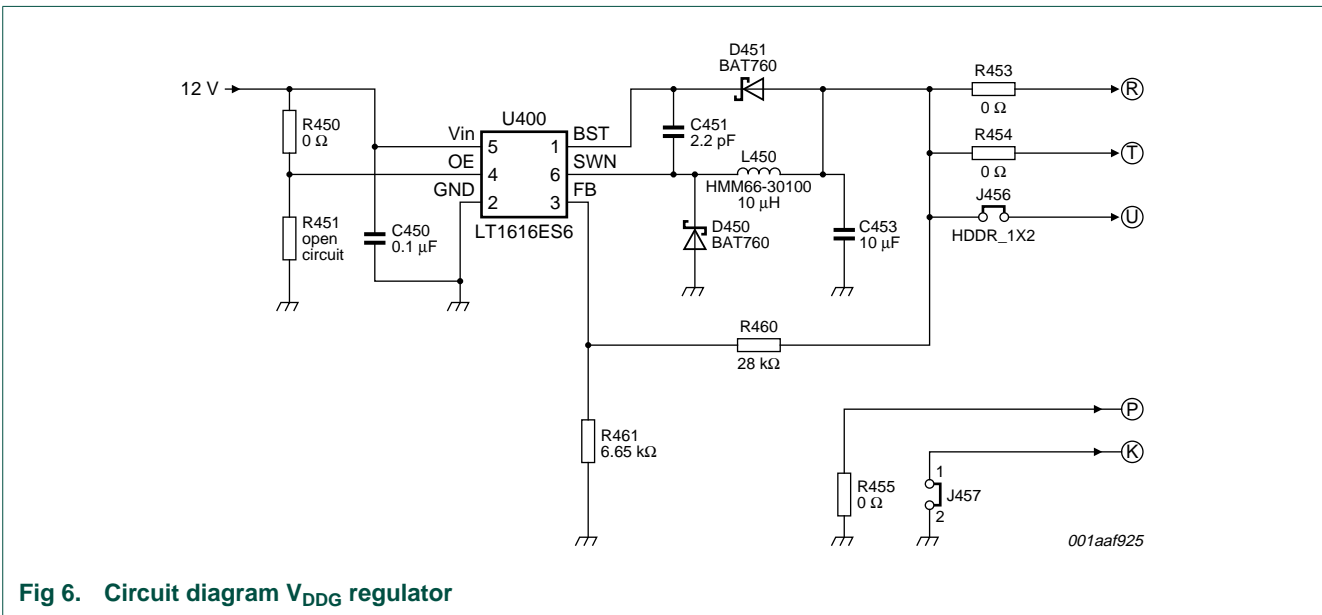 12 V
R450
0 Ω
R451
open
circuit
C450
0.1 μF
U400
Vin
5
OE
4
GND
2
1
BST
6
SWN
3
FB
LT1616ES6
D451
BAT760
C451
2.2 pF
L450
HMM66-30100
10 μH
D450
BAT760
C453
10 μF
R453
0 Ω
R
R454
0 Ω
T
J456
HDDR_1X2
U
R460
28 kΩ
R461
6.65 kΩ
P
K
R455
0 Ω
1
J457
2
001aaf925
Fig 6. Circuit diagram VDDG regulator